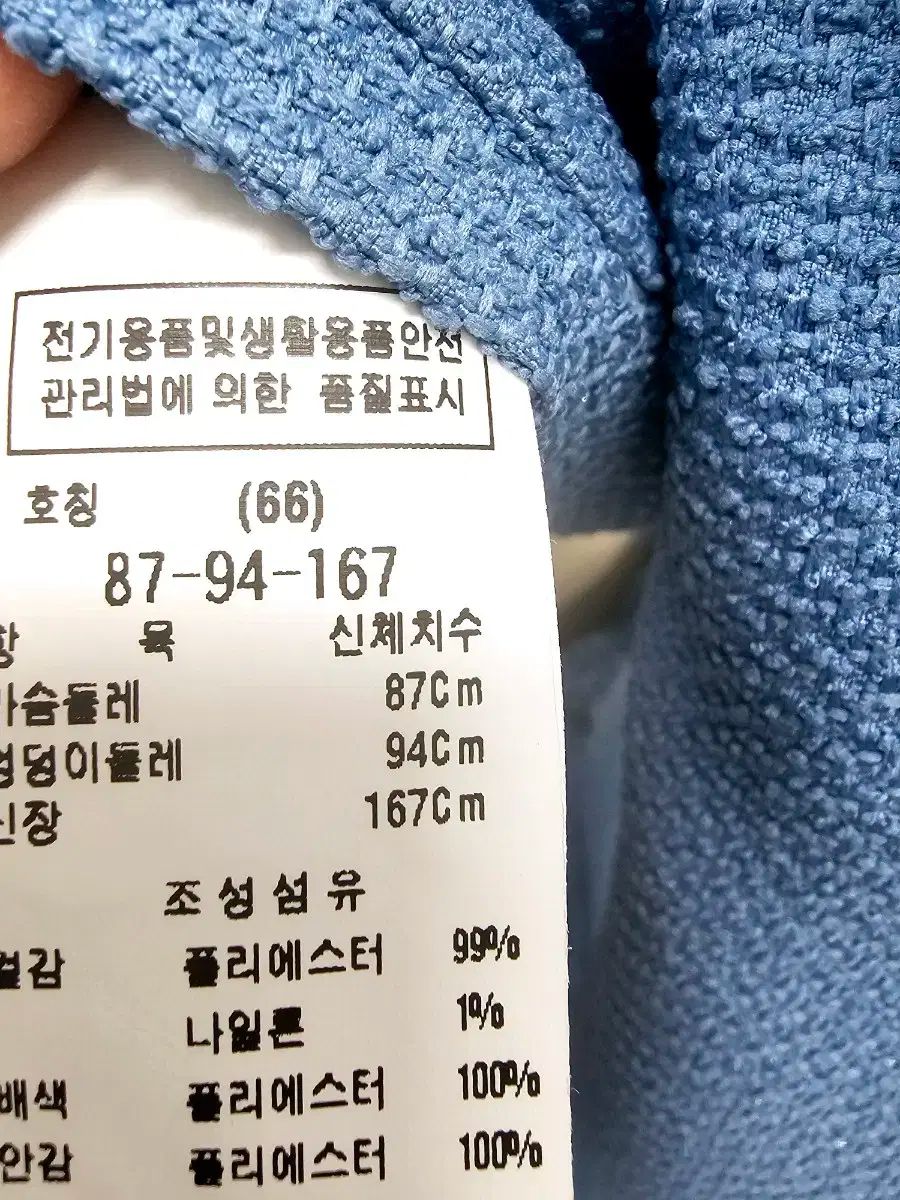 전기용품및생활용품안전
관리법에 의한 품질표시
호칭 (66)
87-94-167
항 목 신체치수
가슴둘레 87Cm
엉덩이둘레 94Cm
신장 167Cm
조성섬유
겉감 폴리에스터 99%
나일론 1%
배색 폴리에스터 100%
안감 폴리에스터 100%